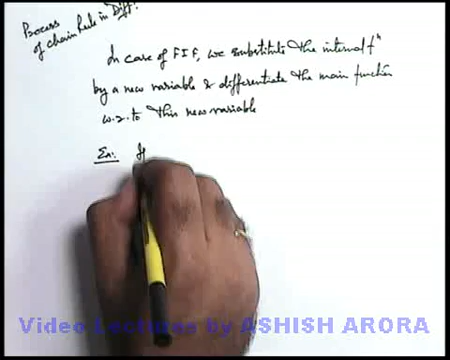 Process
of chain Rule in Diff.
In case of FIF, we substitute the internal fⁿ
by a new variable & differentiate the main function
w.r. to this new variable
Ex: If
Video Lectures by ASHISH ARORA